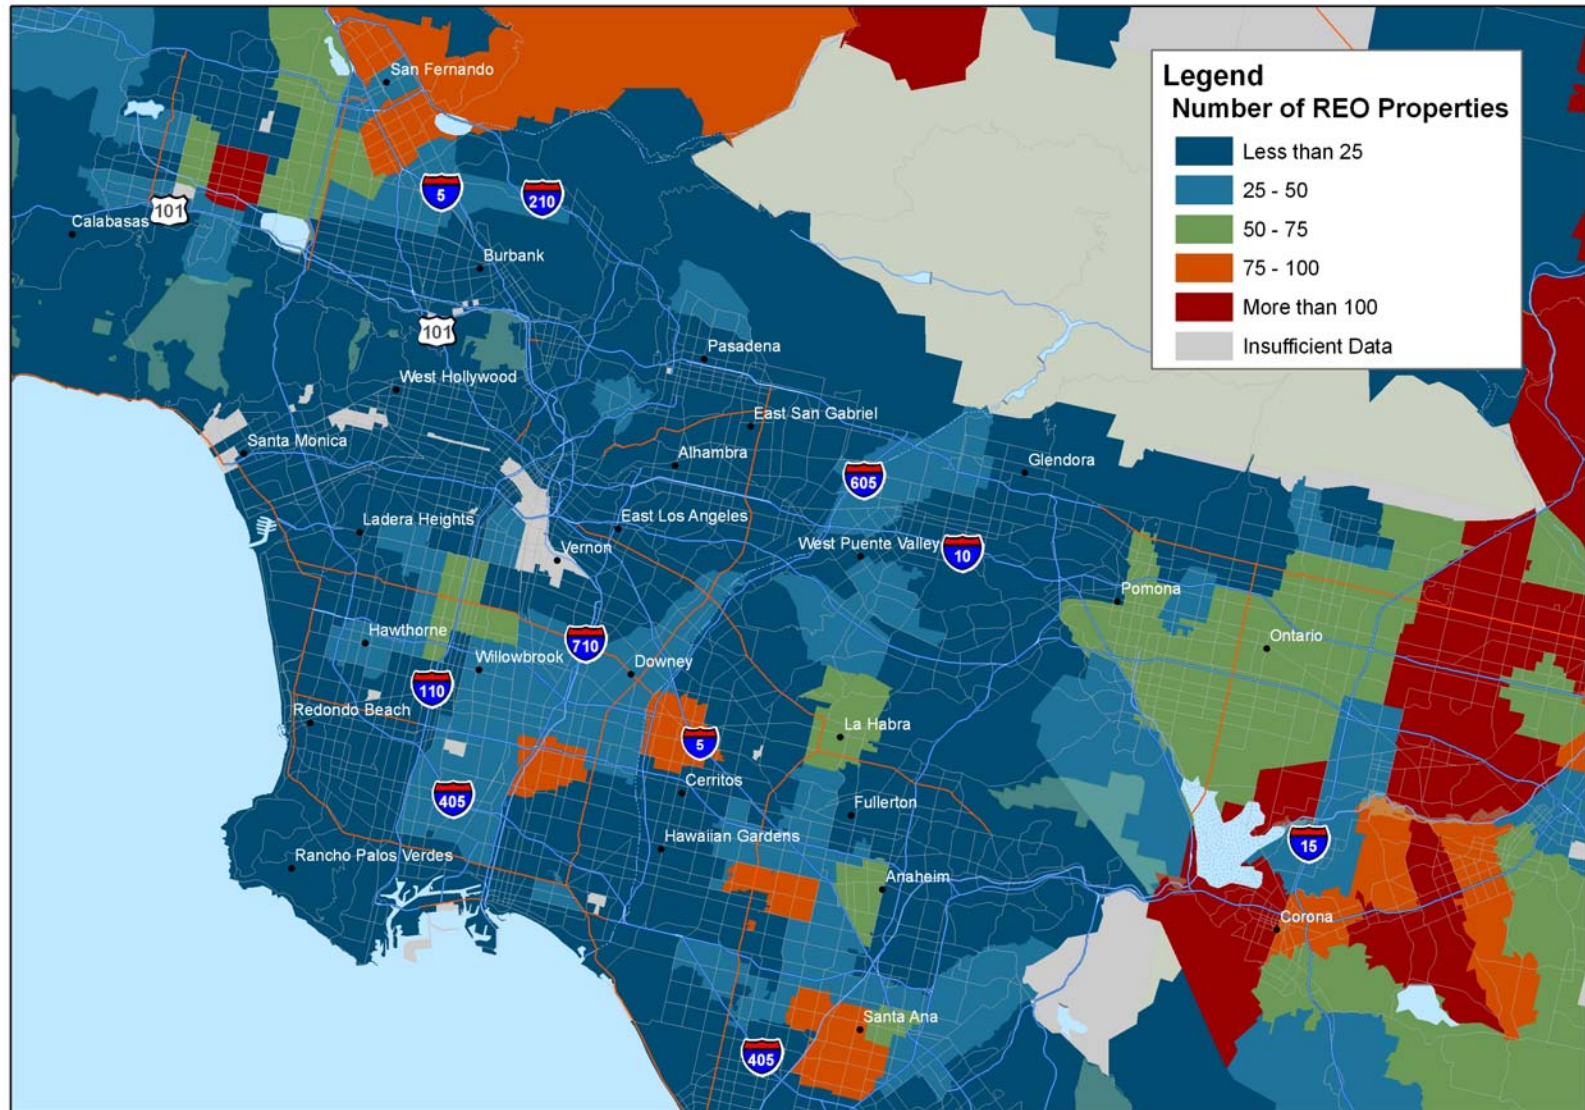 Legend
Number of REO Properties
Less than 25
25 - 50
50 - 75
75 - 100
More than 100
Insufficient Data
San Fernando
5
210
101
Calabasas
Burbank
101
Pasadena
West Hollywood
East San Gabriel
Santa Monica
Alhambra
Glendora
605
Ladera Heights
East Los Angeles
Vernon
West Puente Valley
10
Pomona
Hawthorne
710
Ontario
Willowbrook
Downey
110
Redondo Beach
La Habra
5
Cerritos
405
Fullerton
Hawaiian Gardens
15
Rancho Palos Verdes
Anaheim
Corona
Santa Ana
405